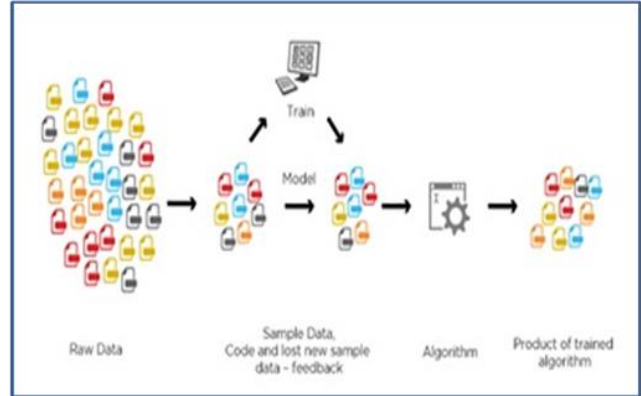 Train
Model
Raw Data
Sample Data,
Code and lost new sample
data - feedback
Algorithm
Product of trained
algorithm